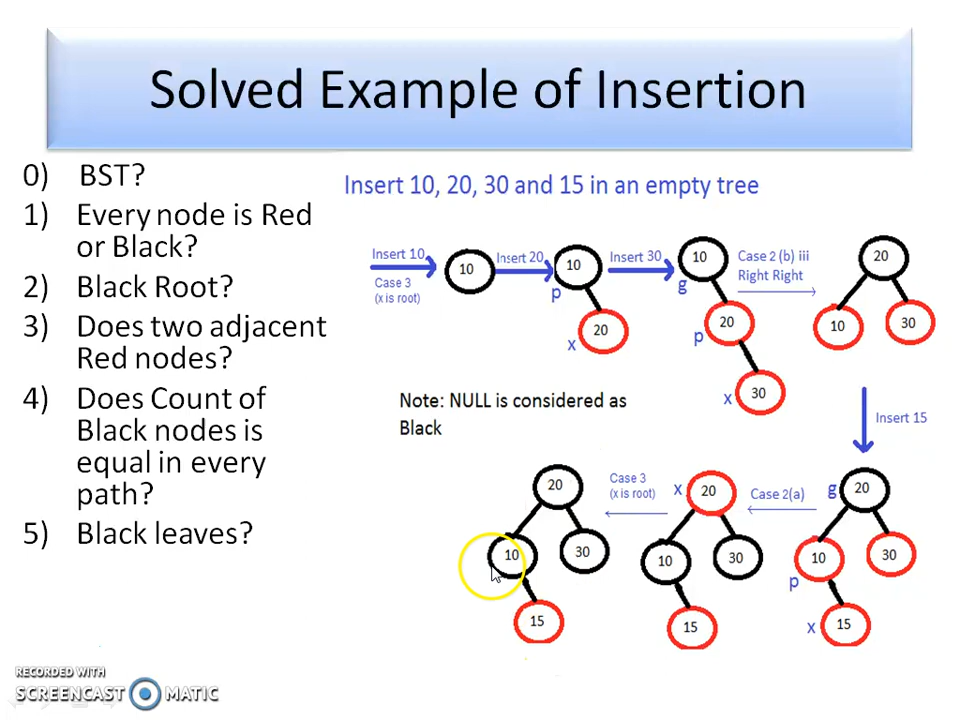 Solved Example of Insertion
0) BST?
1) Every node is Red
or Black?
2) Black Root?
3) Does two adjacent
Red nodes?
4) Does Count of
Black nodes is
equal in every
path?
5) Black leaves?
Insert 10, 20, 30 and 15 in an empty tree
Insert 10
Case 3
(x is root)
10
Insert 20
10
p
20
x
Insert 30
10
g
20
p
30
x
Case 2 (b) iii
Right Right
20
10
30
Insert 15
Note: NULL is considered as
Black
g
20
10
30
p
15
x
Case 2(a)
x
20
10
30
15
Case 3
(x is root)
20
10
30
15
RECORDED WITH
SCREENCAST MATIC